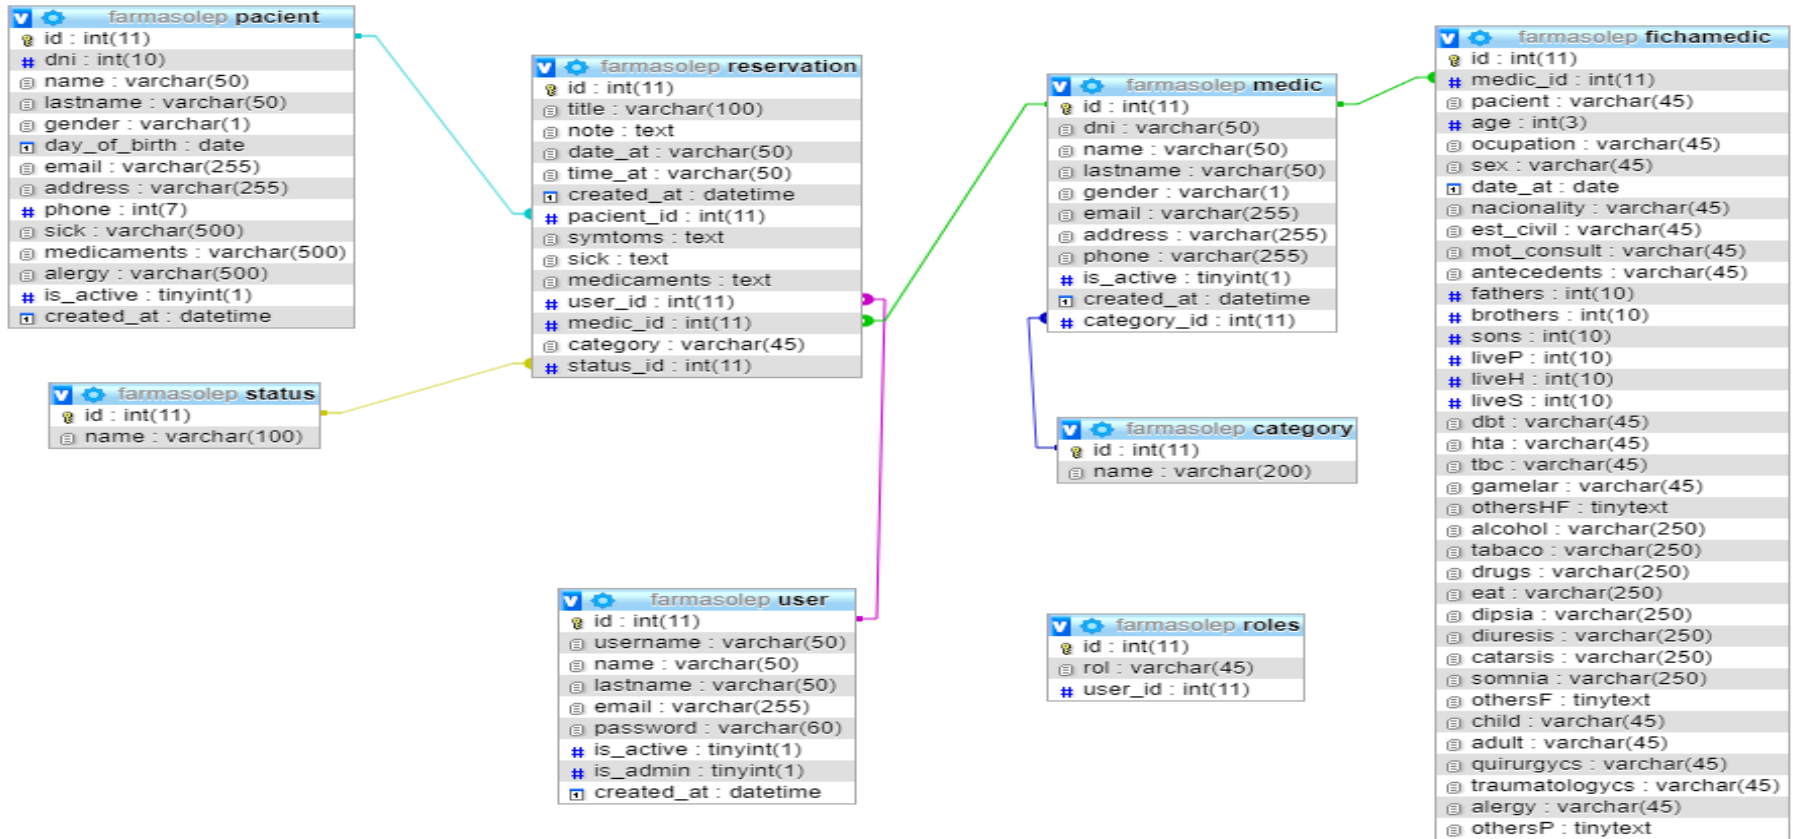 farmasolep pacient
id : int(11)
dni : int(10)
name : varchar(50)
lastname : varchar(50)
gender : varchar(1)
day_of_birth : date
email : varchar(255)
address : varchar(255)
phone : int(7)
sick : varchar(500)
medicaments : varchar(500)
alergy : varchar(500)
is_active : tinyint(1)
created_at : datetime
farmasolep status
id : int(11)
name : varchar(100)
farmasolep reservation
id : int(11)
title : varchar(100)
note : text
date_at : varchar(50)
time_at : varchar(50)
created_at : datetime
pacient_id : int(11)
symtoms : text
sick : text
medicaments : text
user_id : int(11)
medic_id : int(11)
category : varchar(45)
status_id : int(11)
farmasolep user
id : int(11)
username : varchar(50)
name : varchar(50)
lastname : varchar(50)
email : varchar(255)
password : varchar(60)
is_active : tinyint(1)
is_admin : tinyint(1)
created_at : datetime
farmasolep medic
id : int(11)
dni : varchar(50)
name : varchar(50)
lastname : varchar(50)
gender : varchar(1)
email : varchar(255)
address : varchar(255)
phone : varchar(255)
is_active : tinyint(1)
created_at : datetime
category_id : int(11)
farmasolep category
id : int(11)
name : varchar(200)
farmasolep roles
id : int(11)
rol : varchar(45)
user_id : int(11)
farmasolep fichamedic
id : int(11)
medic_id : int(11)
pacient : varchar(45)
age : int(3)
ocupation : varchar(45)
sex : varchar(45)
date_at : date
nacionality : varchar(45)
est_civil : varchar(45)
mot_consult : varchar(45)
antecedents : varchar(45)
fathers : int(10)
brothers : int(10)
sons : int(10)
liveP : int(10)
liveH : int(10)
liveS : int(10)
dbt : varchar(45)
hta : varchar(45)
tbc : varchar(45)
gamelar : varchar(45)
othersHF : tinytext
alcohol : varchar(250)
tabaco : varchar(250)
drugs : varchar(250)
eat : varchar(250)
dipsia : varchar(250)
diuresis : varchar(250)
catarsis : varchar(250)
somnia : varchar(250)
othersF : tinytext
child : varchar(45)
adult : varchar(45)
quirurgycs : varchar(45)
traumatologycs : varchar(45)
alergy : varchar(45)
othersP : tinytext